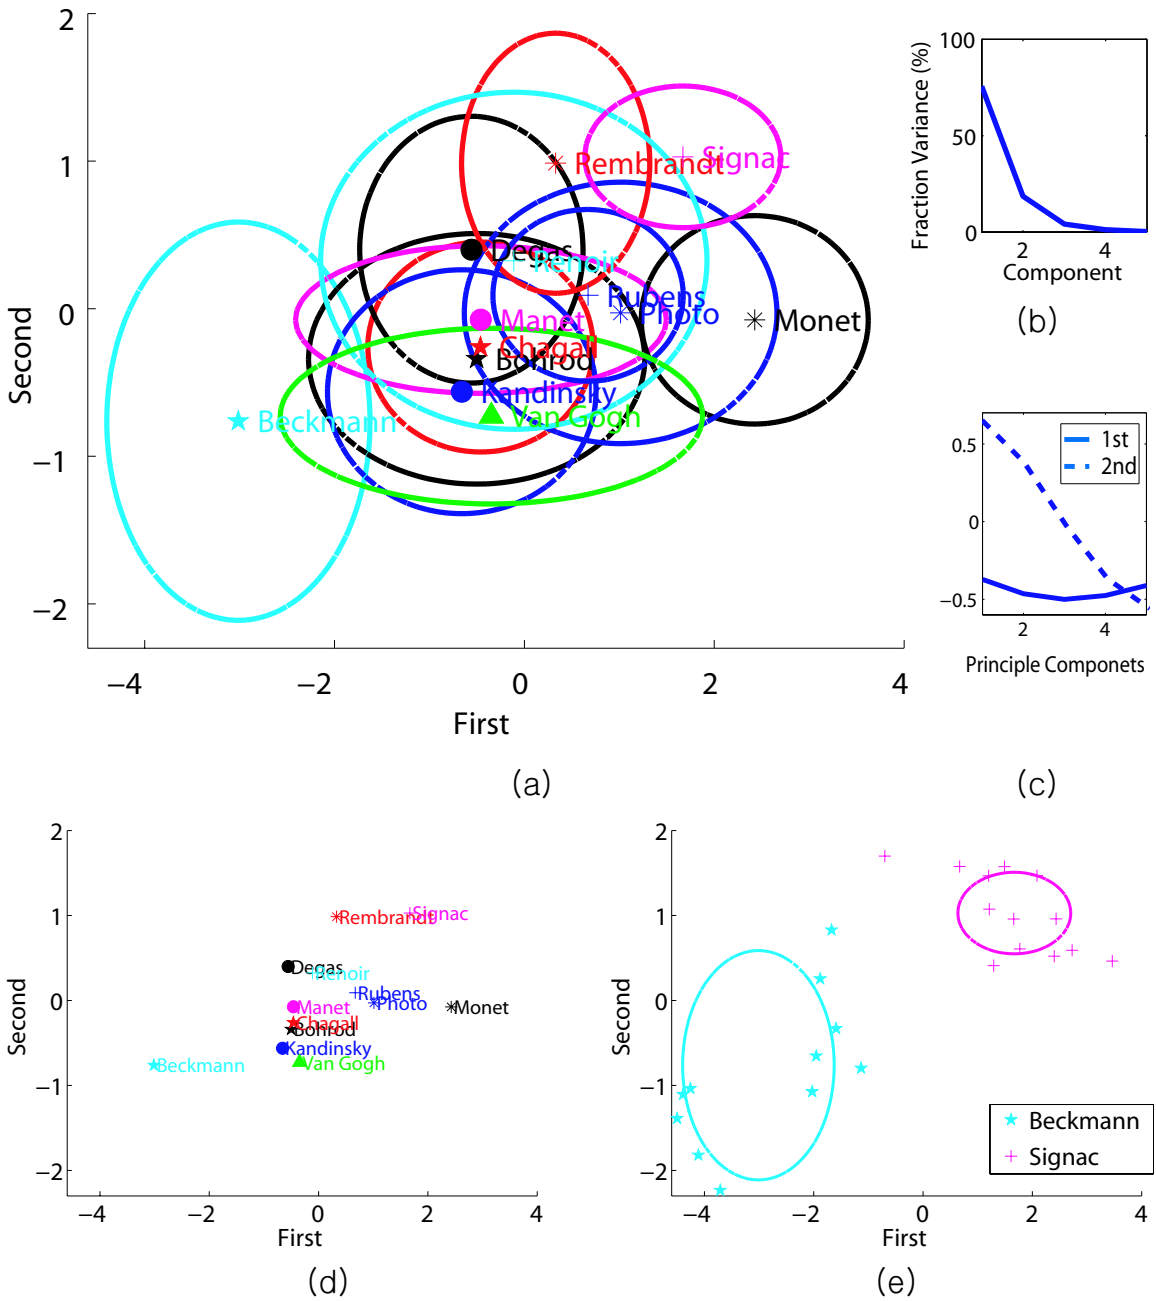 2
1
0
−1
−2
Second
−4
−2
0
2
4
First
Rembrandt
Signac
Degas
Renoir
Rubens
Photo
Manet
Monet
Chagall
Bohrod
Kandinsky
Van Gogh
Beckmann
(a)
100
50
0
Fraction Variance (%)
2
4
Component
(b)
1st
2nd
0.5
0
−0.5
2
4
Principle Componets
(c)
2
1
0
−1
−2
Second
−4
−2
0
2
4
First
Rembrandt
Signac
Degas
Renoir
Rubens
Photo
Manet
Monet
Chagall
Bohrod
Kandinsky
Van Gogh
Beckmann
(d)
2
1
0
−1
−2
Second
−4
−2
0
2
4
First
Beckmann
Signac
(e)